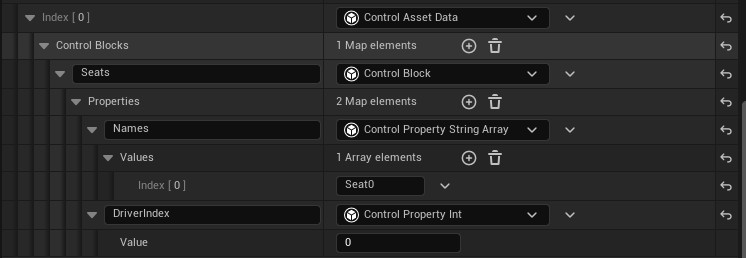 Index [ 0 ] Control Asset Data
Control Blocks 1 Map elements
Seats Control Block
Properties 2 Map elements
Names Control Property String Array
Values 1 Array elements
Index [ 0 ] Seat0
DriverIndex Control Property Int
Value 0